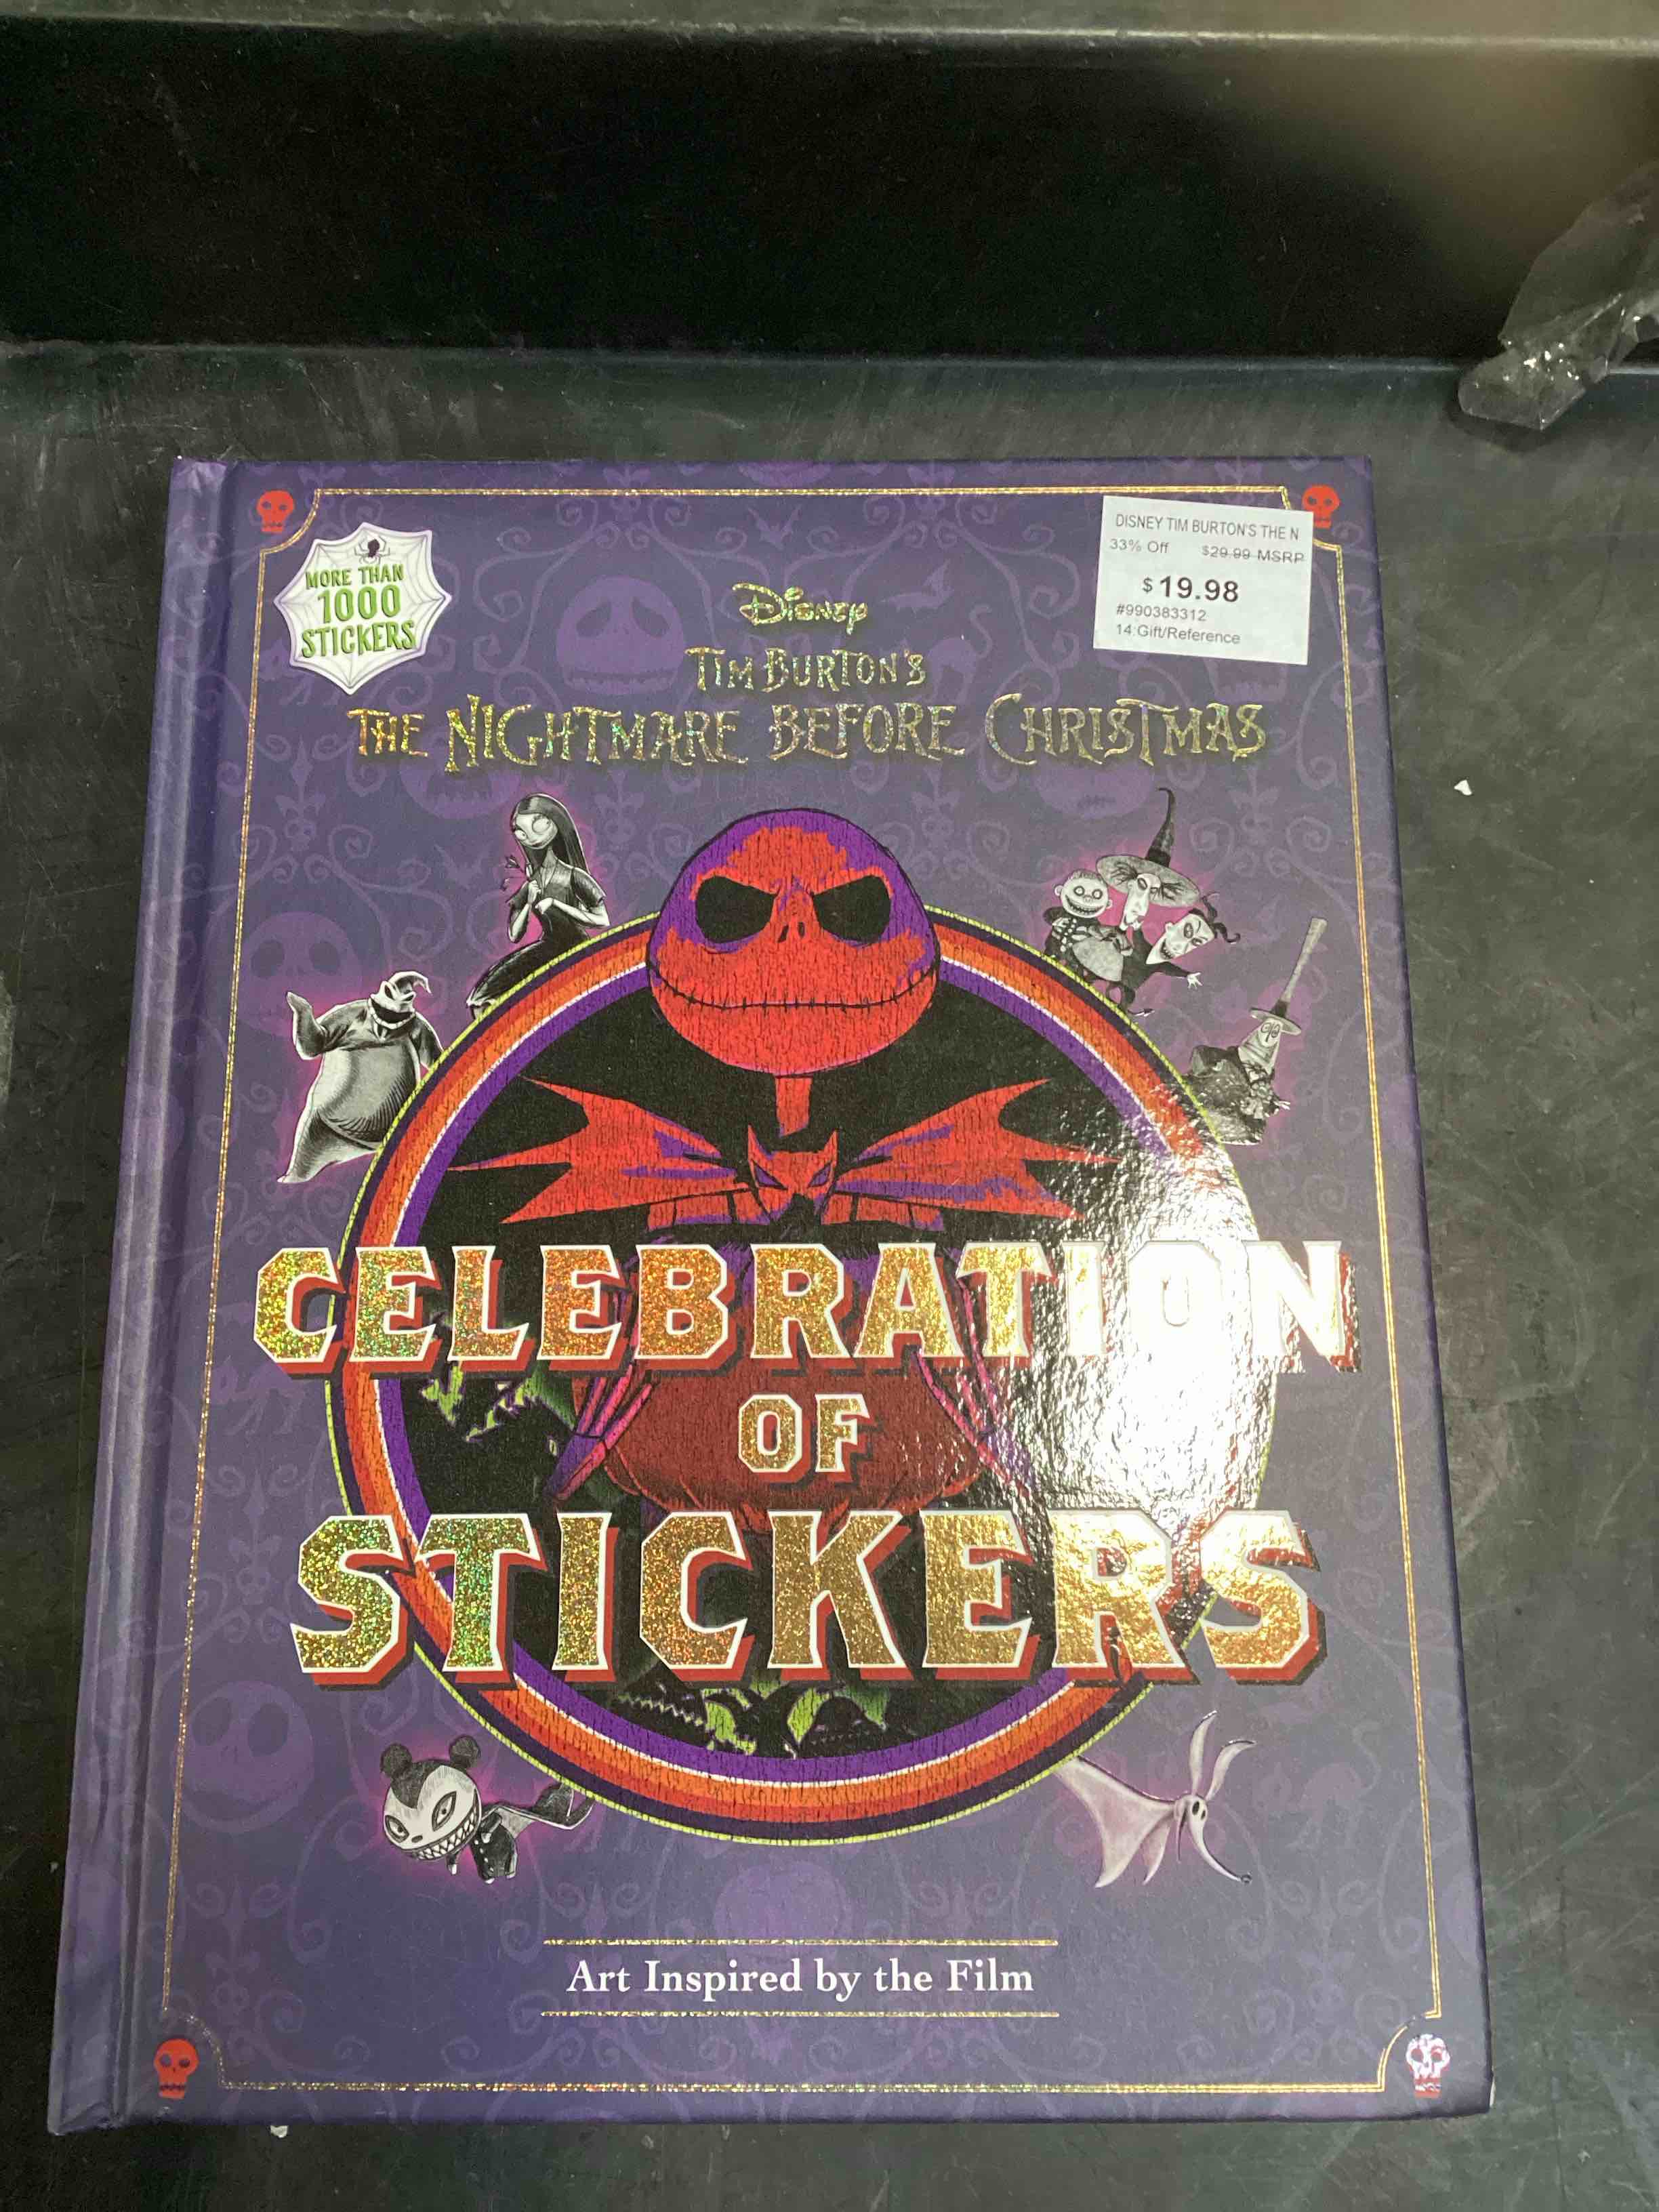 MORE THAN
1000
STICKERS
DISNEY TIM BURTON'S THE N
33% Off $29.99 MSRP
$19.98
#990383312
14:Gift/Reference
Disney
TIM BURTON'S
THE NIGHTMARE BEFORE CHRISTMAS
CELEBRATION
OF
STICKERS
Art Inspired by the Film